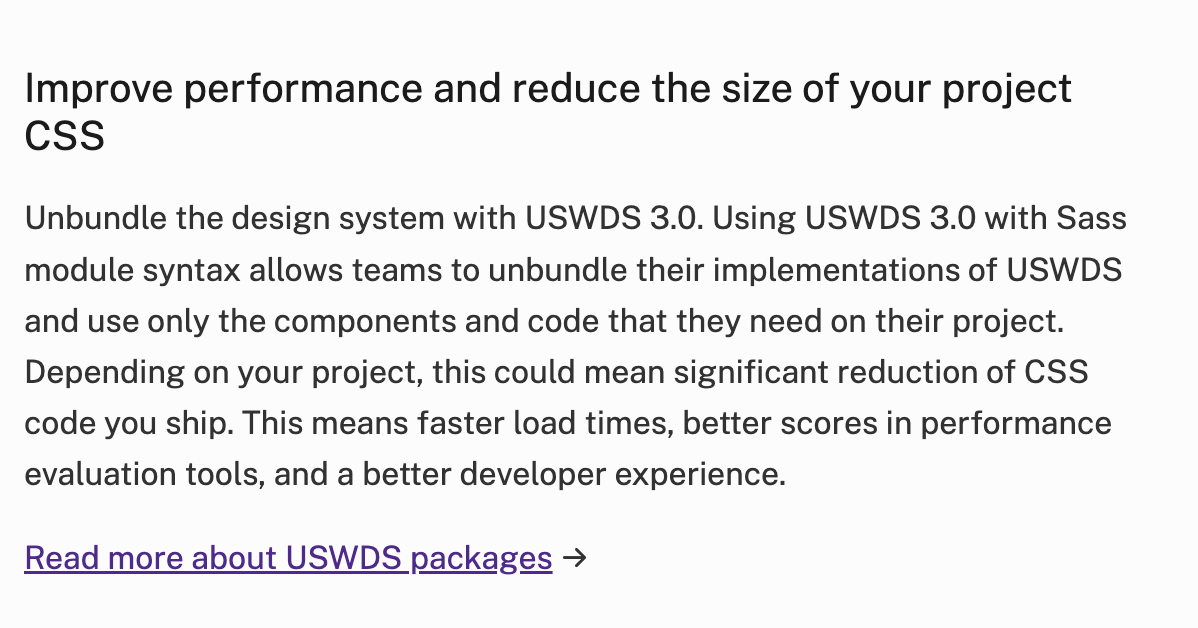 Improve performance and reduce the size of your project
CSS
Unbundle the design system with USWDS 3.0. Using USWDS 3.0 with Sass
module syntax allows teams to unbundle their implementations of USWDS
and use only the components and code that they need on their project.
Depending on your project, this could mean significant reduction of CSS
code you ship. This means faster load times, better scores in performance
evaluation tools, and a better developer experience.
Read more about USWDS packages →